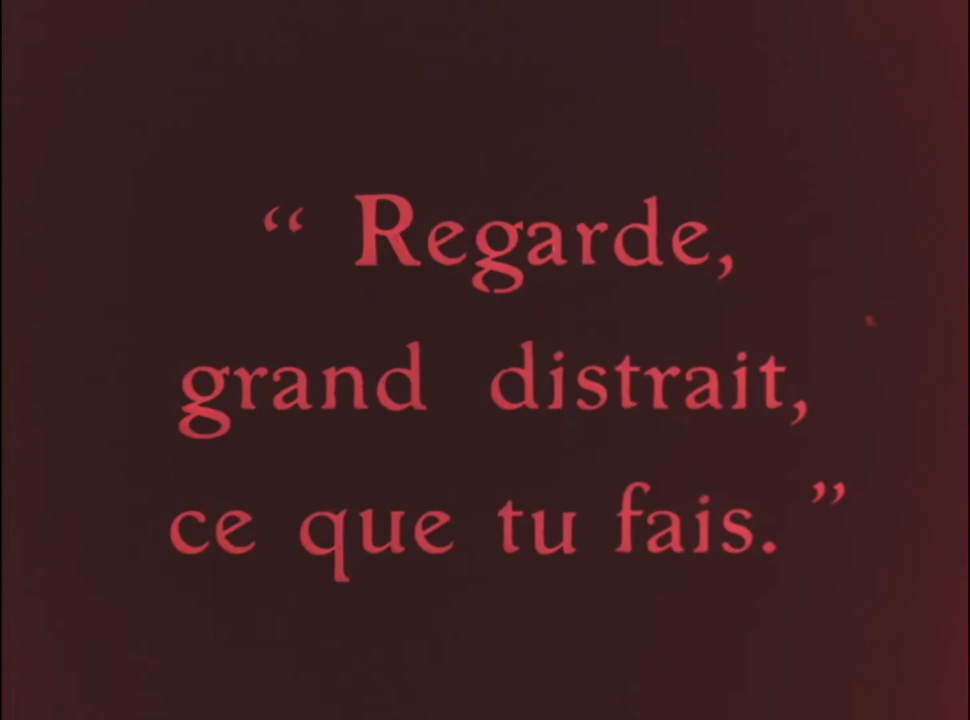 “ Regarde,
grand distrait,
ce que tu fais. ”